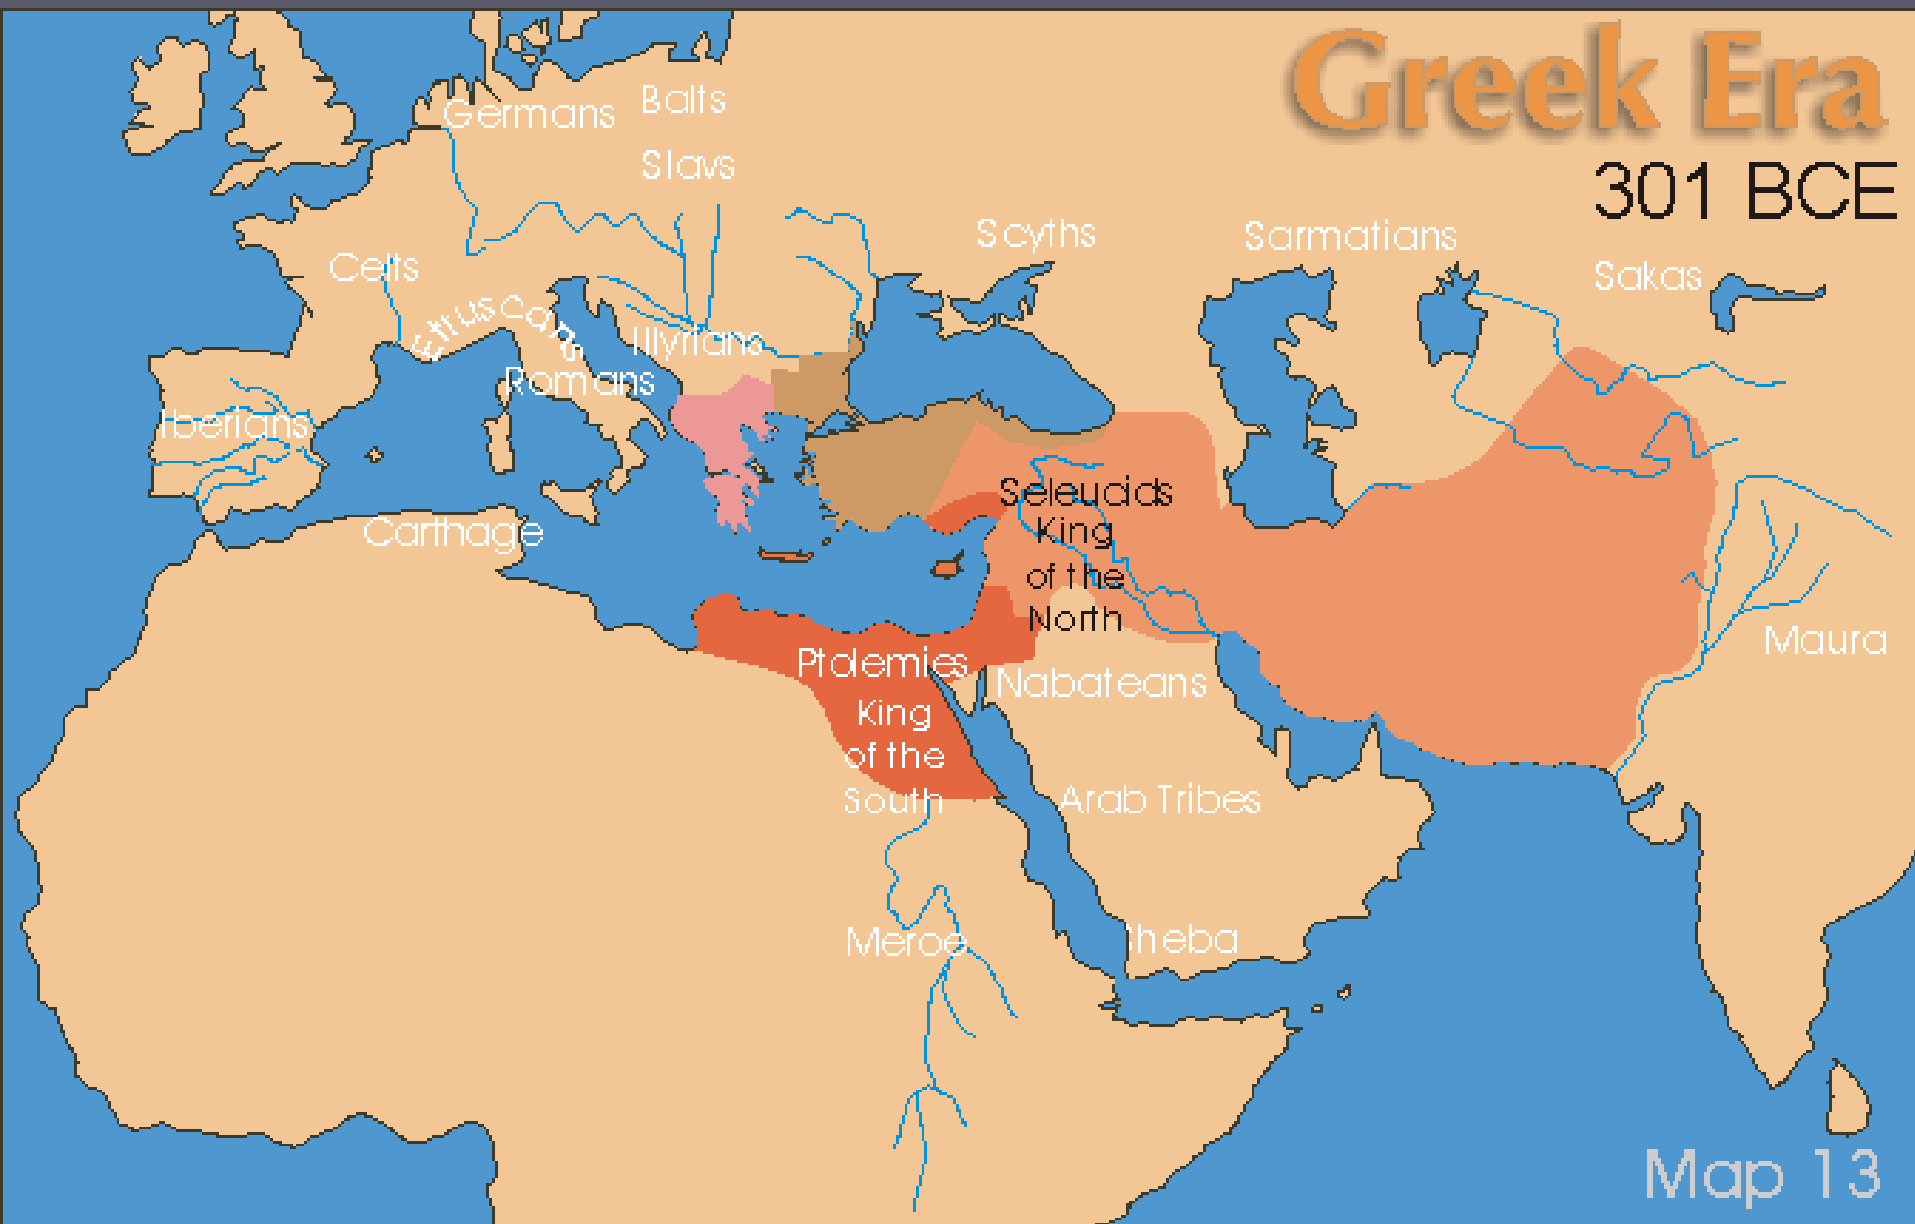 Greek Era
301 BCE
Germans
Balts
Slavs
Scyths
Sarmatians
Sakas
Celts
Etruscans
Illyrians
Romans
Iberians
Carthage
Seleucids
King
of the
North
Ptolemies
King
of the
South
Nabateans
Maura
Arab Tribes
Meroe
heba
Map 13